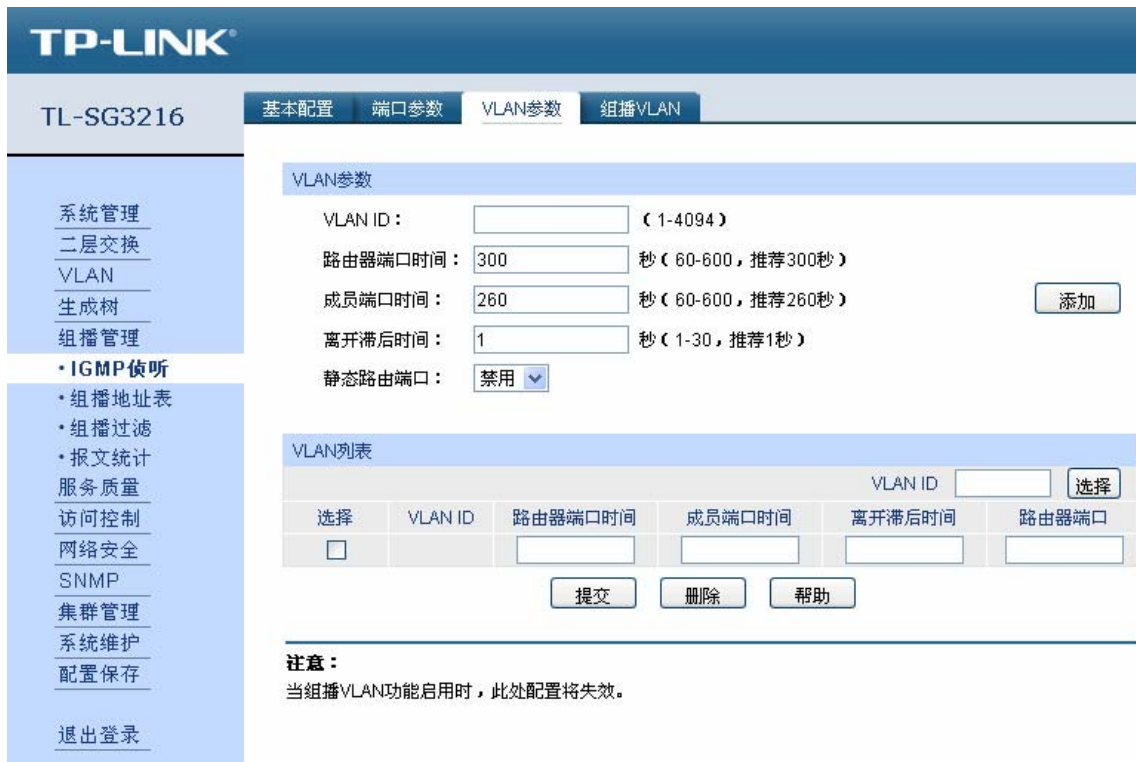 TP-LINK®
TL-SG3216
基本配置 端口参数 VLAN参数 组播VLAN
系统管理
二层交换
VLAN
生成树
组播管理
·IGMP侦听
·组播地址表
·组播过滤
·报文统计
服务质量
访问控制
网络安全
SNMP
集群管理
系统维护
配置保存
退出登录
VLAN参数
VLAN ID： （1-4094）
路由器端口时间： 300 秒（60-600，推荐300秒）
成员端口时间： 260 秒（60-600，推荐260秒）
添加
离开滞后时间： 1 秒（1-30，推荐1秒）
静态路由端口： 禁用
VLAN列表
VLAN ID 选择
选择 VLAN ID 路由器端口时间 成员端口时间 离开滞后时间 路由器端口
提交 删除 帮助
注意：
当组播VLAN功能启用时，此处配置将失效。